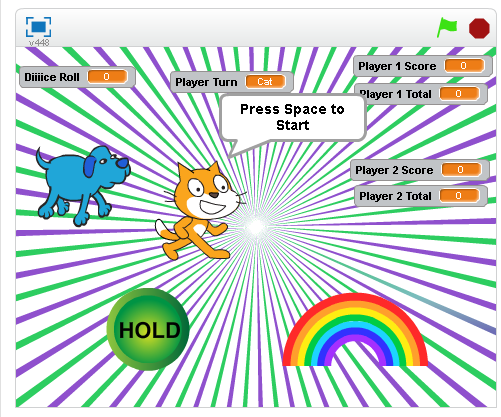 v448
Diiiice Roll 0
Player Turn Cat
Player 1 Score 0
Player 1 Total 0
Press Space to
Start
Player 2 Score 0
Player 2 Total 0
HOLD